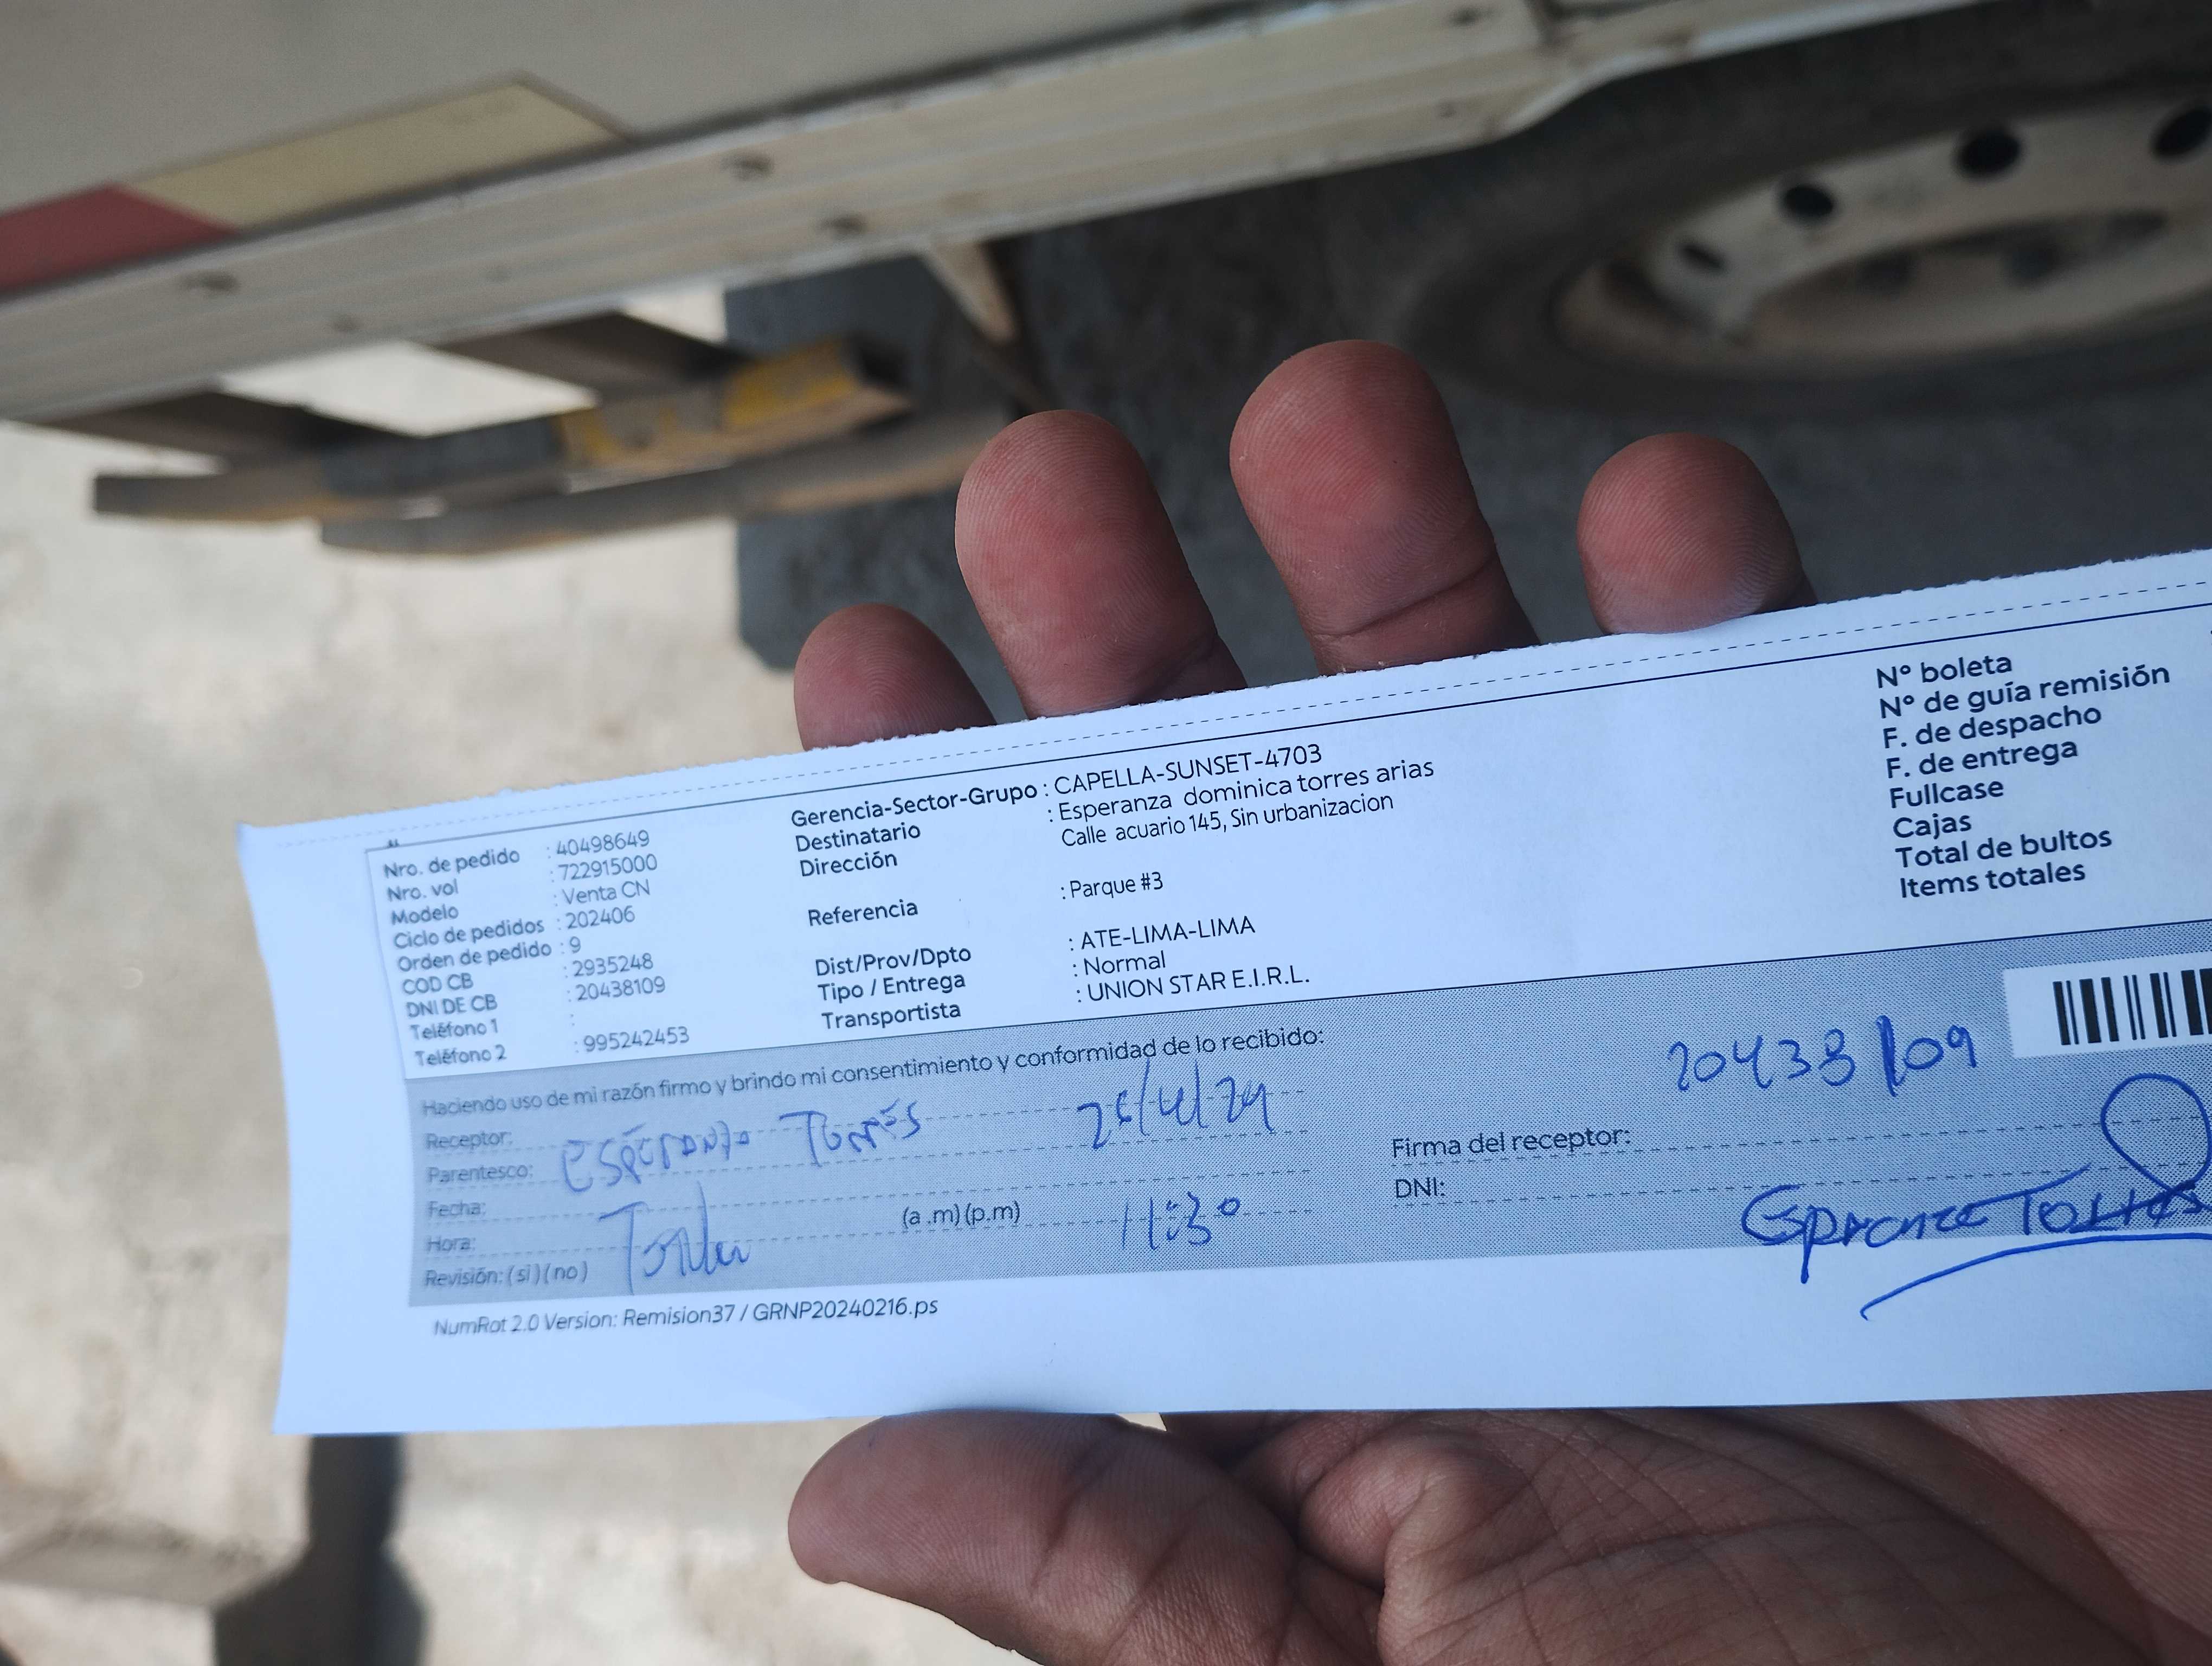 Nro. de pedido : 40498649
Nro. vol : 722915000
Modelo : Venta CN
Ciclo de pedidos : 202406
Orden de pedido : 9
COD CB : 2935248
DNI DE CB : 20438109
Teléfono 1 :
Teléfono 2 : 995242453
Gerencia-Sector-Grupo : CAPELLA-SUNSET-4703
Destinatario : Esperanza dominica torres arias
Dirección Calle acuario 145, Sin urbanizacion
Referencia : Parque #3
Dist/Prov/Dpto : ATE-LIMA-LIMA
Tipo / Entrega : Normal
Transportista : UNION STAR E.I.R.L.
N° boleta
N° de guía remisión
F. de despacho
F. de entrega
Fullcase
Cajas
Total de bultos
Items totales
Haciendo uso de mi razón firmo y brindo mi consentimiento y conformidad de lo recibido:
Receptor:
Parentesco: Esperanza Torres
Fecha:
Hora: (a .m) (p.m) 11:30
Revisión: (si) (no)
20438109
Firma del receptor:
DNI:
NumRot 2.0 Version: Remision37 / GRNP20240216.ps